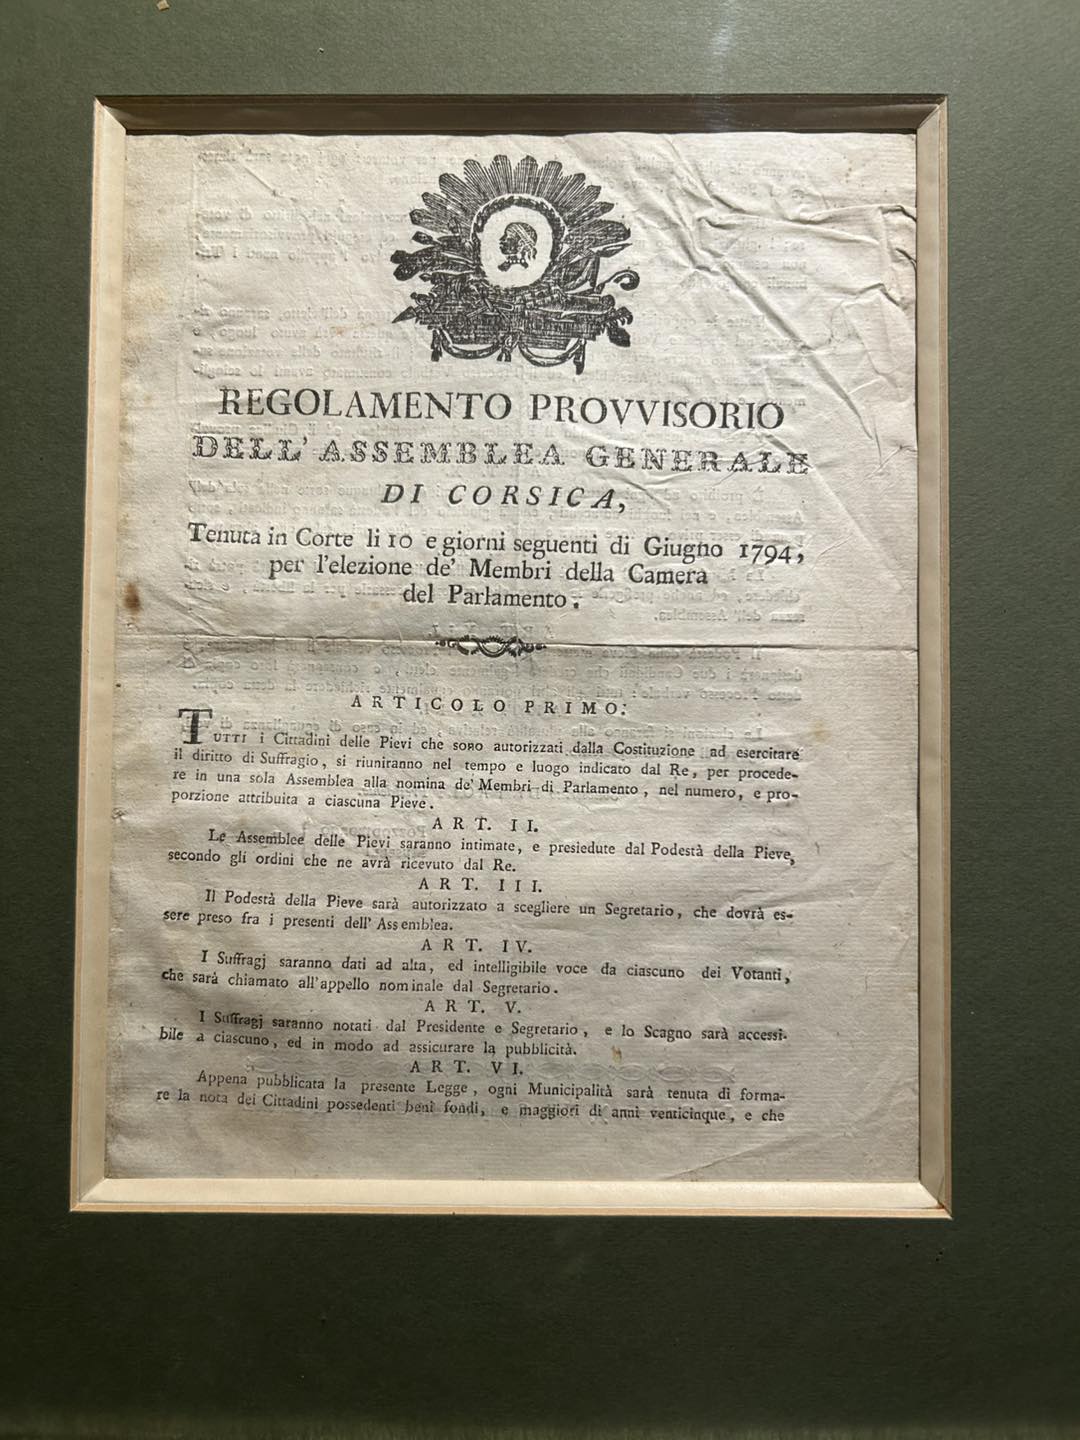 REGOLAMENTO PROVVISORIO
DELL' ASSEMBLEA GENERALE
DI CORSICA,
Tenuta in Corte li 10 e giorni seguenti di Giugno 1794,
per l'elezione de' Membri della Camera
del Parlamento.
ARTICOLO PRIMO.
TUTTI i Cittadini delle Pievi che sono autorizzati dalla Costituzione ad esercitare
il diritto di Suffragio, si riuniranno nel tempo e luogo indicato dal Re, per procede-
re in una sola Assemblea alla nomina de' Membri di Parlamento, nel numero, e pro-
porzione attribuita a ciascuna Pieve.
ART. II.
Le Assemblee delle Pievi saranno intimate, e presiedute dal Podestà della Pieve,
secondo gli ordini che ne avrà ricevuto dal Re.
ART. III.
Il Podestà della Pieve sarà autorizzato a scegliere un Segretario, che dovrà es-
sere preso fra i presenti dell' Assemblea.
ART. IV.
I Suffragj saranno dati ad alta, ed intelligibile voce da ciascuno dei Votanti,
che sarà chiamato all'appello nominale dal Segretario.
ART. V.
I Suffragj saranno notati dal Presidente e Segretario, e lo Scagno sarà accessi-
bile a ciascuno, ed in modo ad assicurare la pubblicità.
ART. VI.
Appena pubblicata la presente Legge, ogni Municipalità sarà tenuta di forma-
re la nota dei Cittadini possedenti beni fondi, e maggiori di anni venticinque, e che